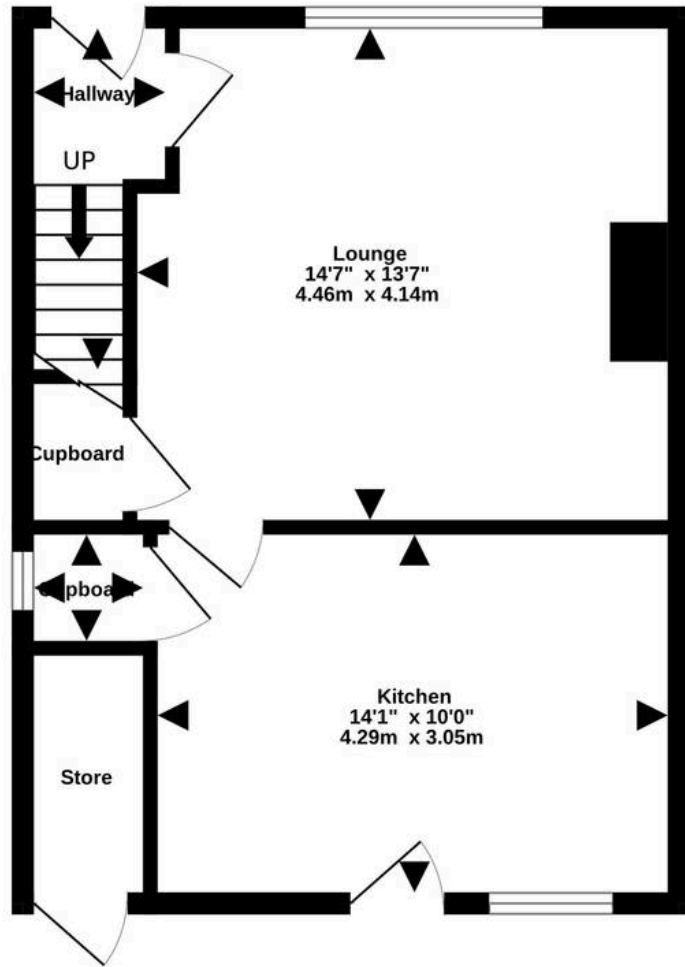 Hallway
UP
Lounge
14'7" x 13'7"
4.46m x 4.14m
Cupboard
Cupboard
Kitchen
14'1" x 10'0"
4.29m x 3.05m
Store